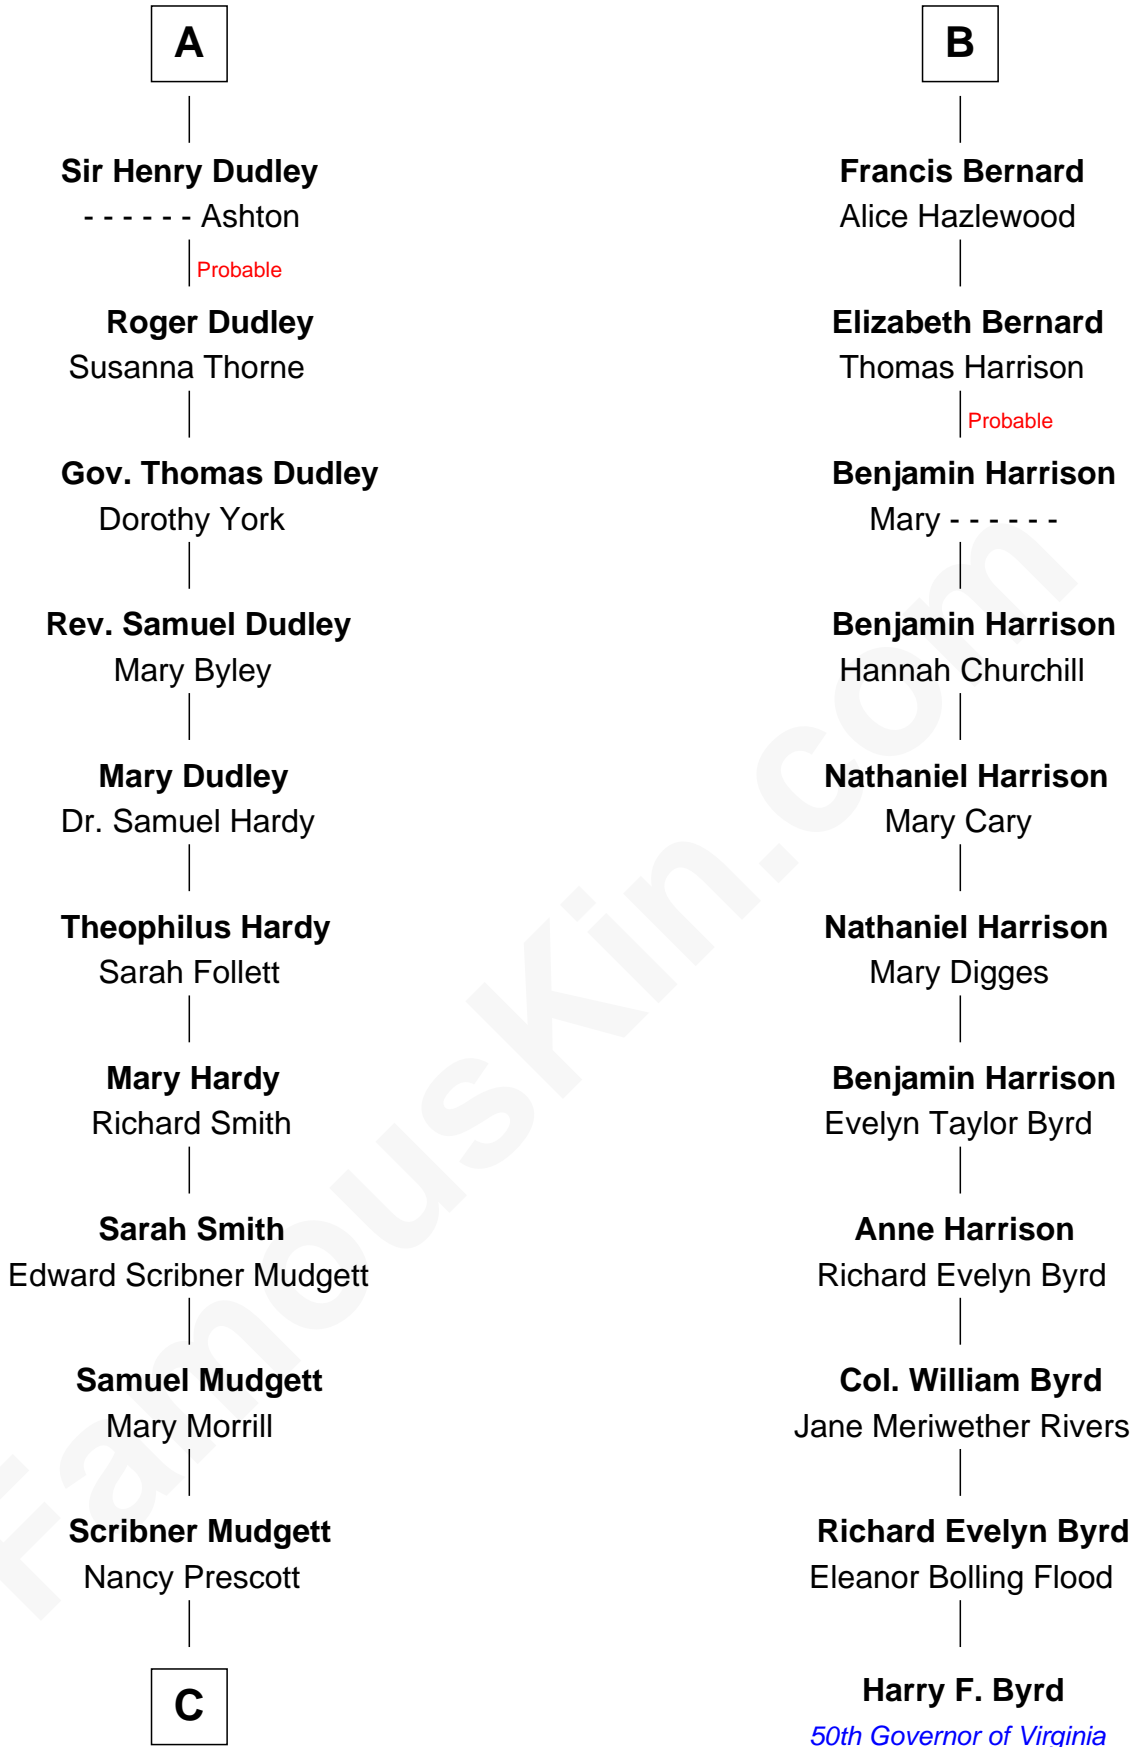 A
Sir Henry Dudley
- - - - - - Ashton
Probable
Roger Dudley
Susanna Thorne
Gov. Thomas Dudley
Dorothy York
Rev. Samuel Dudley
Mary Byley
Mary Dudley
Dr. Samuel Hardy
Theophilus Hardy
Sarah Follett
Mary Hardy
Richard Smith
Sarah Smith
Edward Scribner Mudgett
Samuel Mudgett
Mary Morrill
Scribner Mudgett
Nancy Prescott
C
B
Francis Bernard
Alice Hazlewood
Elizabeth Bernard
Thomas Harrison
Probable
Benjamin Harrison
Mary - - - - - -
Benjamin Harrison
Hannah Churchill
Nathaniel Harrison
Mary Cary
Nathaniel Harrison
Mary Digges
Benjamin Harrison
Evelyn Taylor Byrd
Anne Harrison
Richard Evelyn Byrd
Col. William Byrd
Jane Meriwether Rivers
Richard Evelyn Byrd
Eleanor Bolling Flood
Harry F. Byrd
50th Governor of Virginia
FamousKin.com